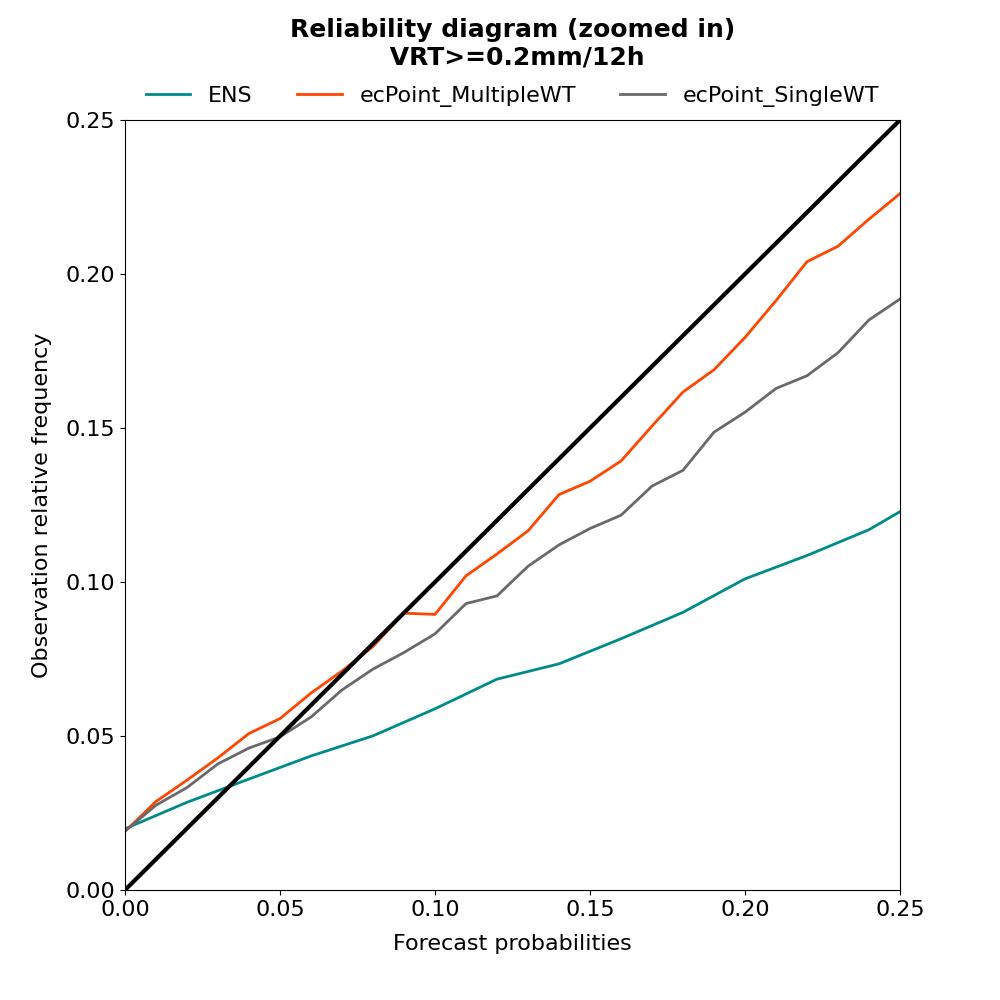 Reliability diagram (zoomed in)
VRT>=0.2mm/12h
ENS ecPoint_MultipleWT ecPoint_SingleWT
0.25
0.20
0.15
0.10
0.05
0.00
Observation relative frequency
0.00 0.05 0.10 0.15 0.20 0.25
Forecast probabilities